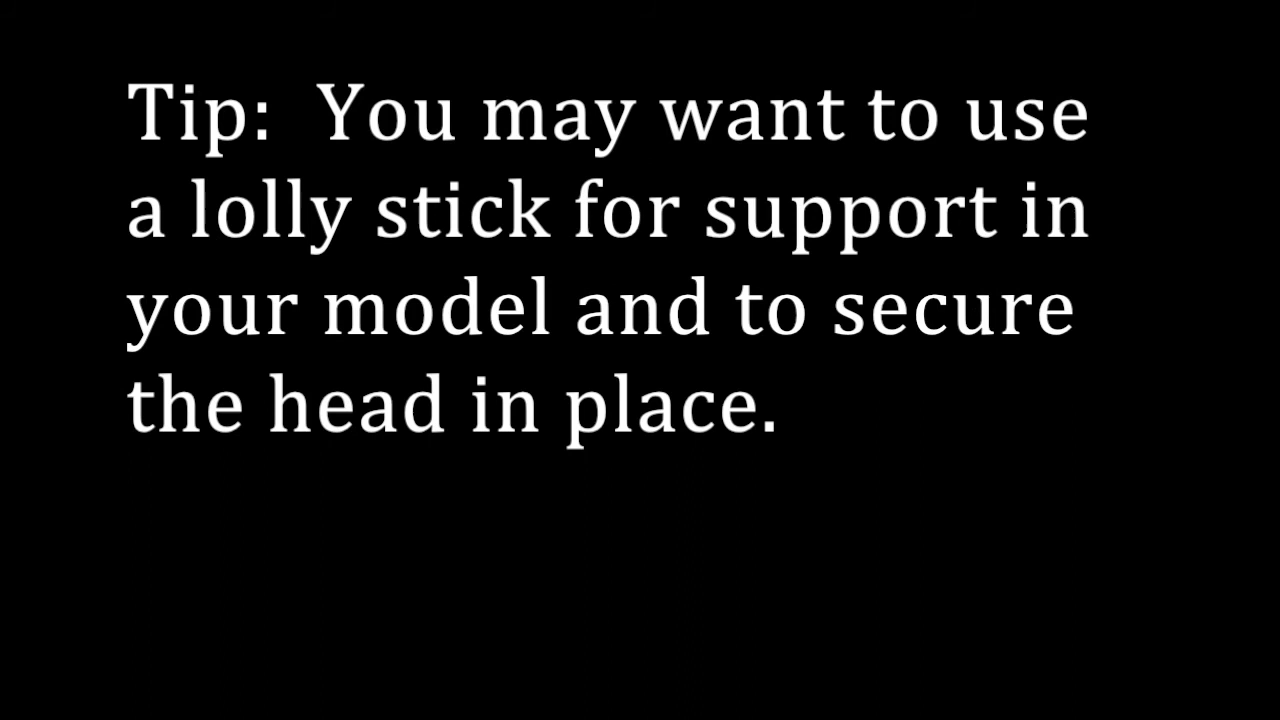 Tip:  You may want to use
a lolly stick for support in
your model and to secure
the head in place.